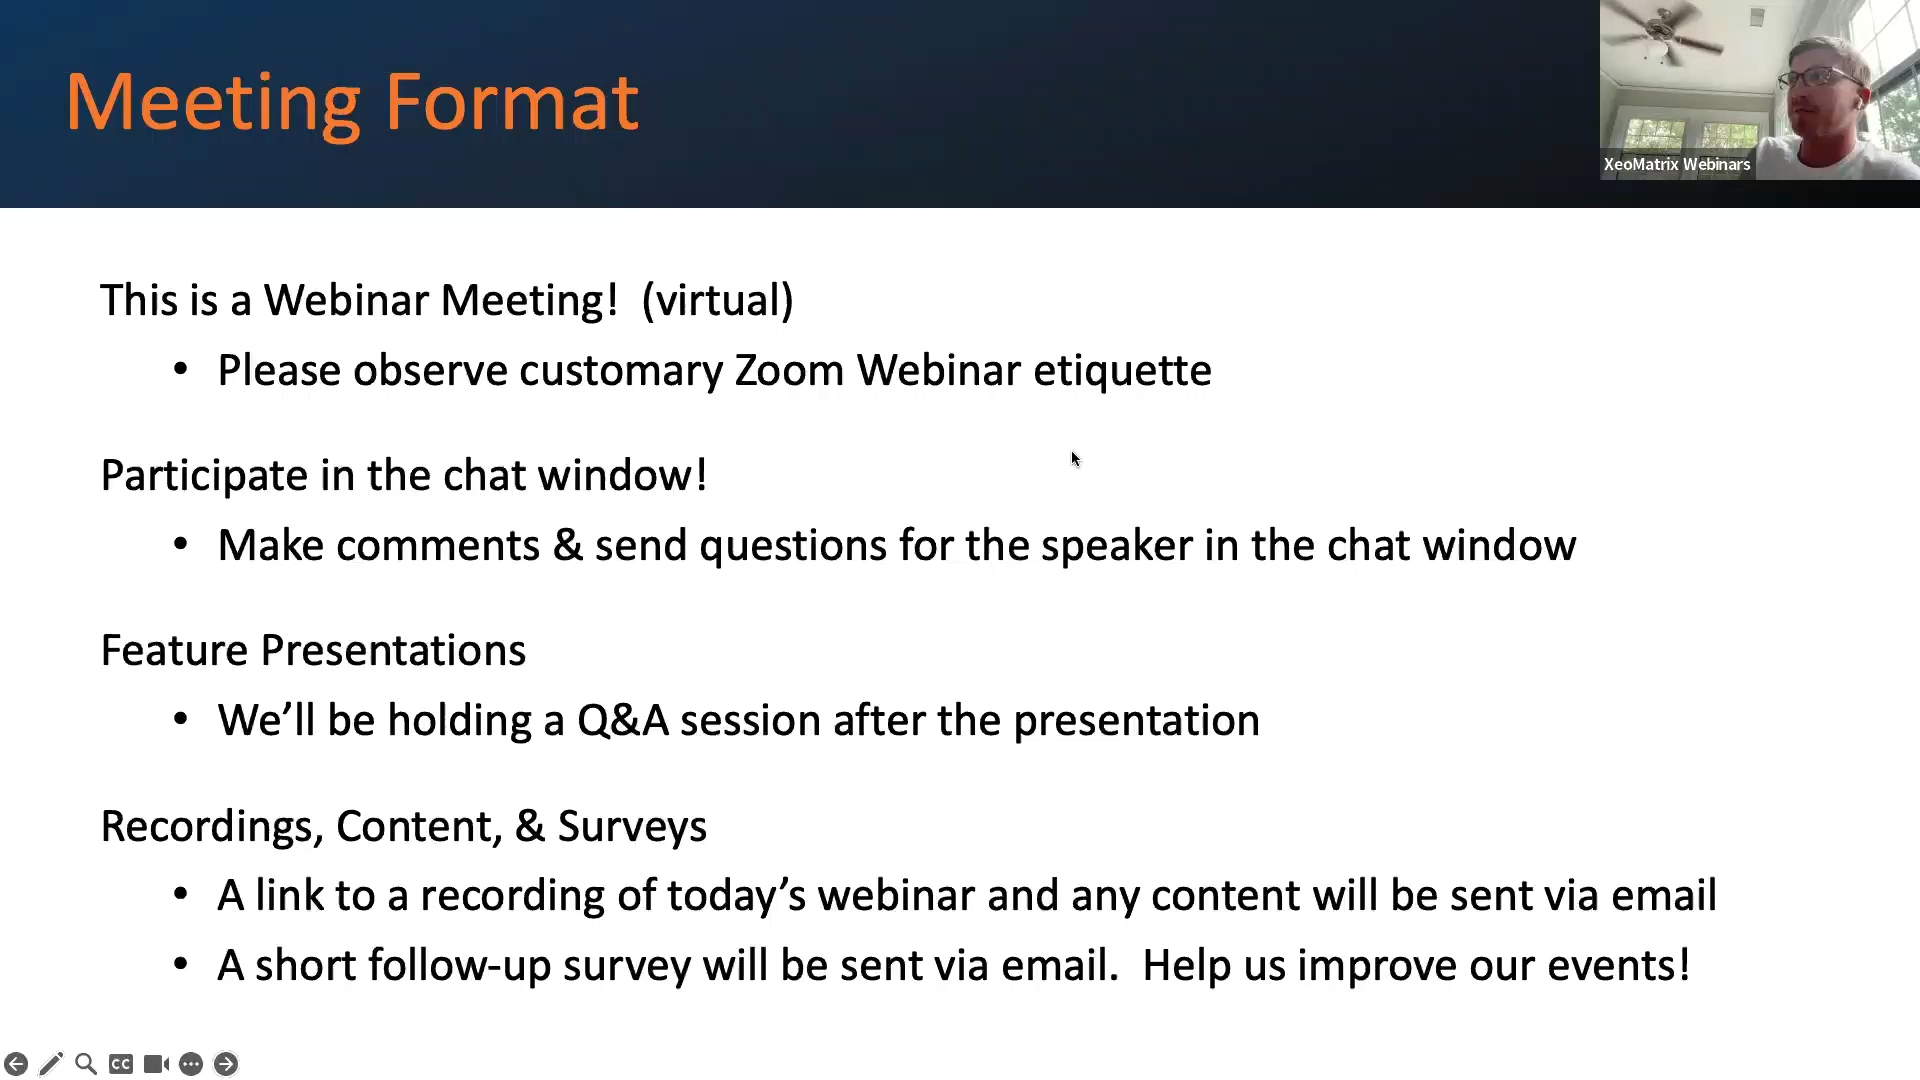 Meeting Format
XeoMatrix Webinars
This is a Webinar Meeting!  (virtual)
• Please observe customary Zoom Webinar etiquette
Participate in the chat window!
• Make comments & send questions for the speaker in the chat window
Feature Presentations
• We’ll be holding a Q&A session after the presentation
Recordings, Content, & Surveys
• A link to a recording of today’s webinar and any content will be sent via email
• A short follow-up survey will be sent via email.  Help us improve our events!
CC